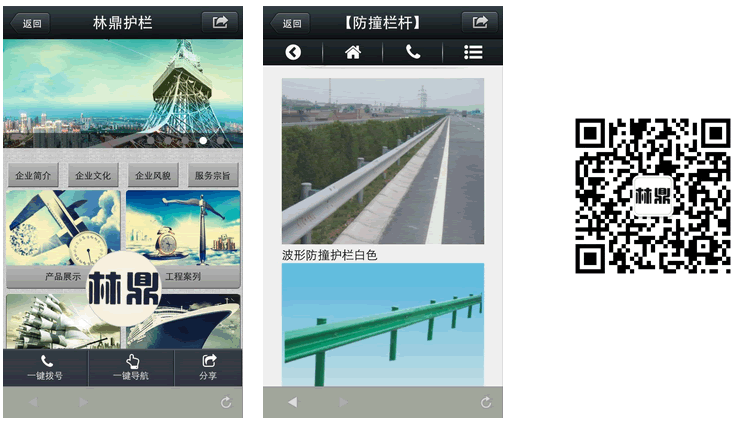 返回
林鼎护栏
企业简介
企业文化
企业风貌
服务宗旨
产品展示
工程案列
林鼎
一键拨号
一键导航
分享
返回
【防撞栏杆】
波形防撞护栏白色
林鼎